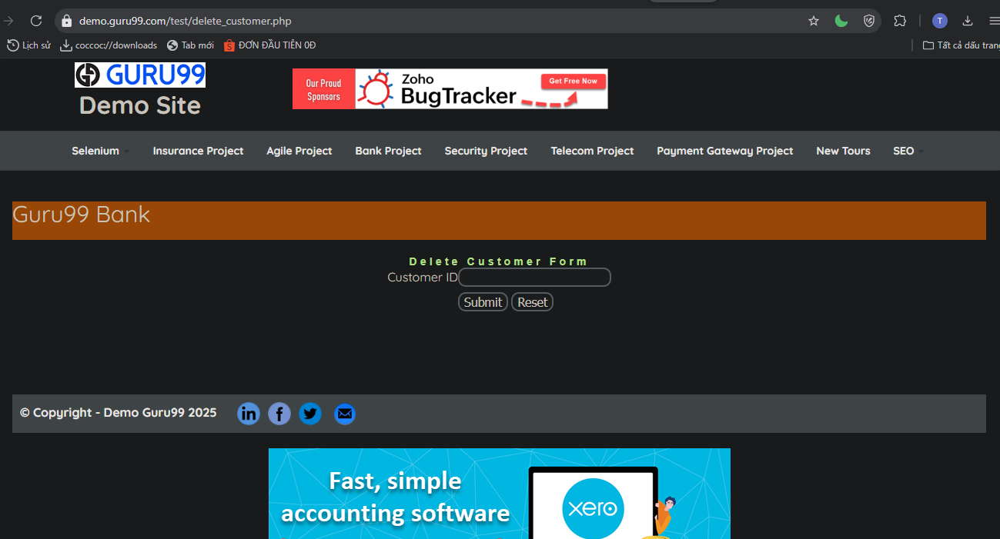 demo.guru99.com/test/delete_customer.php
T
Lịch sử
coccoc://downloads
Tab mới
ĐƠN ĐẦU TIÊN 0Đ
Tất cả dấu trang
GURU99
Demo Site
Our Proud
Sponsors
Zoho
BugTracker
Get Free Now
Selenium
Insurance Project
Agile Project
Bank Project
Security Project
Telecom Project
Payment Gateway Project
New Tours
SEO
Guru99 Bank
Delete Customer Form
Customer ID
Submit
Reset
© Copyright - Demo Guru99 2025
in
f
Fast, simple
accounting software
xero